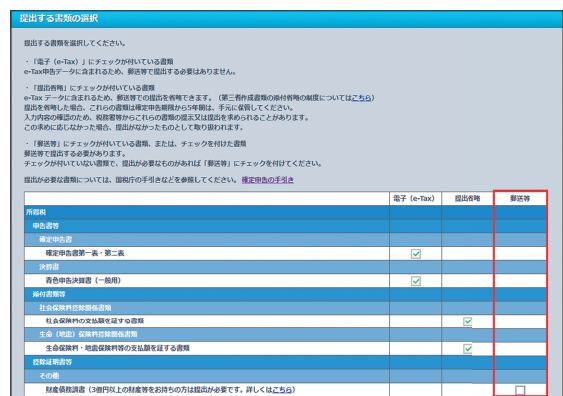 提出する書類の選択
提出する書類を選択してください。
・「電子（e-Tax）」にチェックが付いている書類
e-Tax申告データに含まれるため、郵送等で提出する必要はありません。
・「提出省略」にチェックが付いている書類
e-Tax データに含まれるため、郵送等での提出を省略できます。（第三者作成書類の添付省略の制度についてはこちら）
提出を省略した場合、これらの書類は確定申告期限から5年間は、手元に保管してください。
入力内容の確認のため、税務署等からこれらの書類の提示又は提出を求められることがあります。
この求めに応じなかった場合、提出がなかったものとして取り扱われます。
・「郵送等」にチェックが付いている書類、または、チェックを付けた書類
郵送等で提出する必要があります。
チェックが付いていない書類で、提出が必要なものがあれば「郵送等」にチェックを付けてください。
提出が必要な書類については、国税庁の手引きなどを参照してください。 確定申告の手引き
電子（e-Tax） 提出省略 郵送等
所得税
申告書等
確定申告書
確定申告書第一表・第二表
決算書
青色申告決算書（一般用）
添付書類等
社会保険料控除関係書類
社会保険料の支払額を証する書類
生命（地震）保険料控除関係書類
生命保険料・地震保険料等の支払額を証する書類
控除証明書等
その他
財産債務調書（3億円以上の財産等をお持ちの方は提出が必要です。詳しくはこちら）